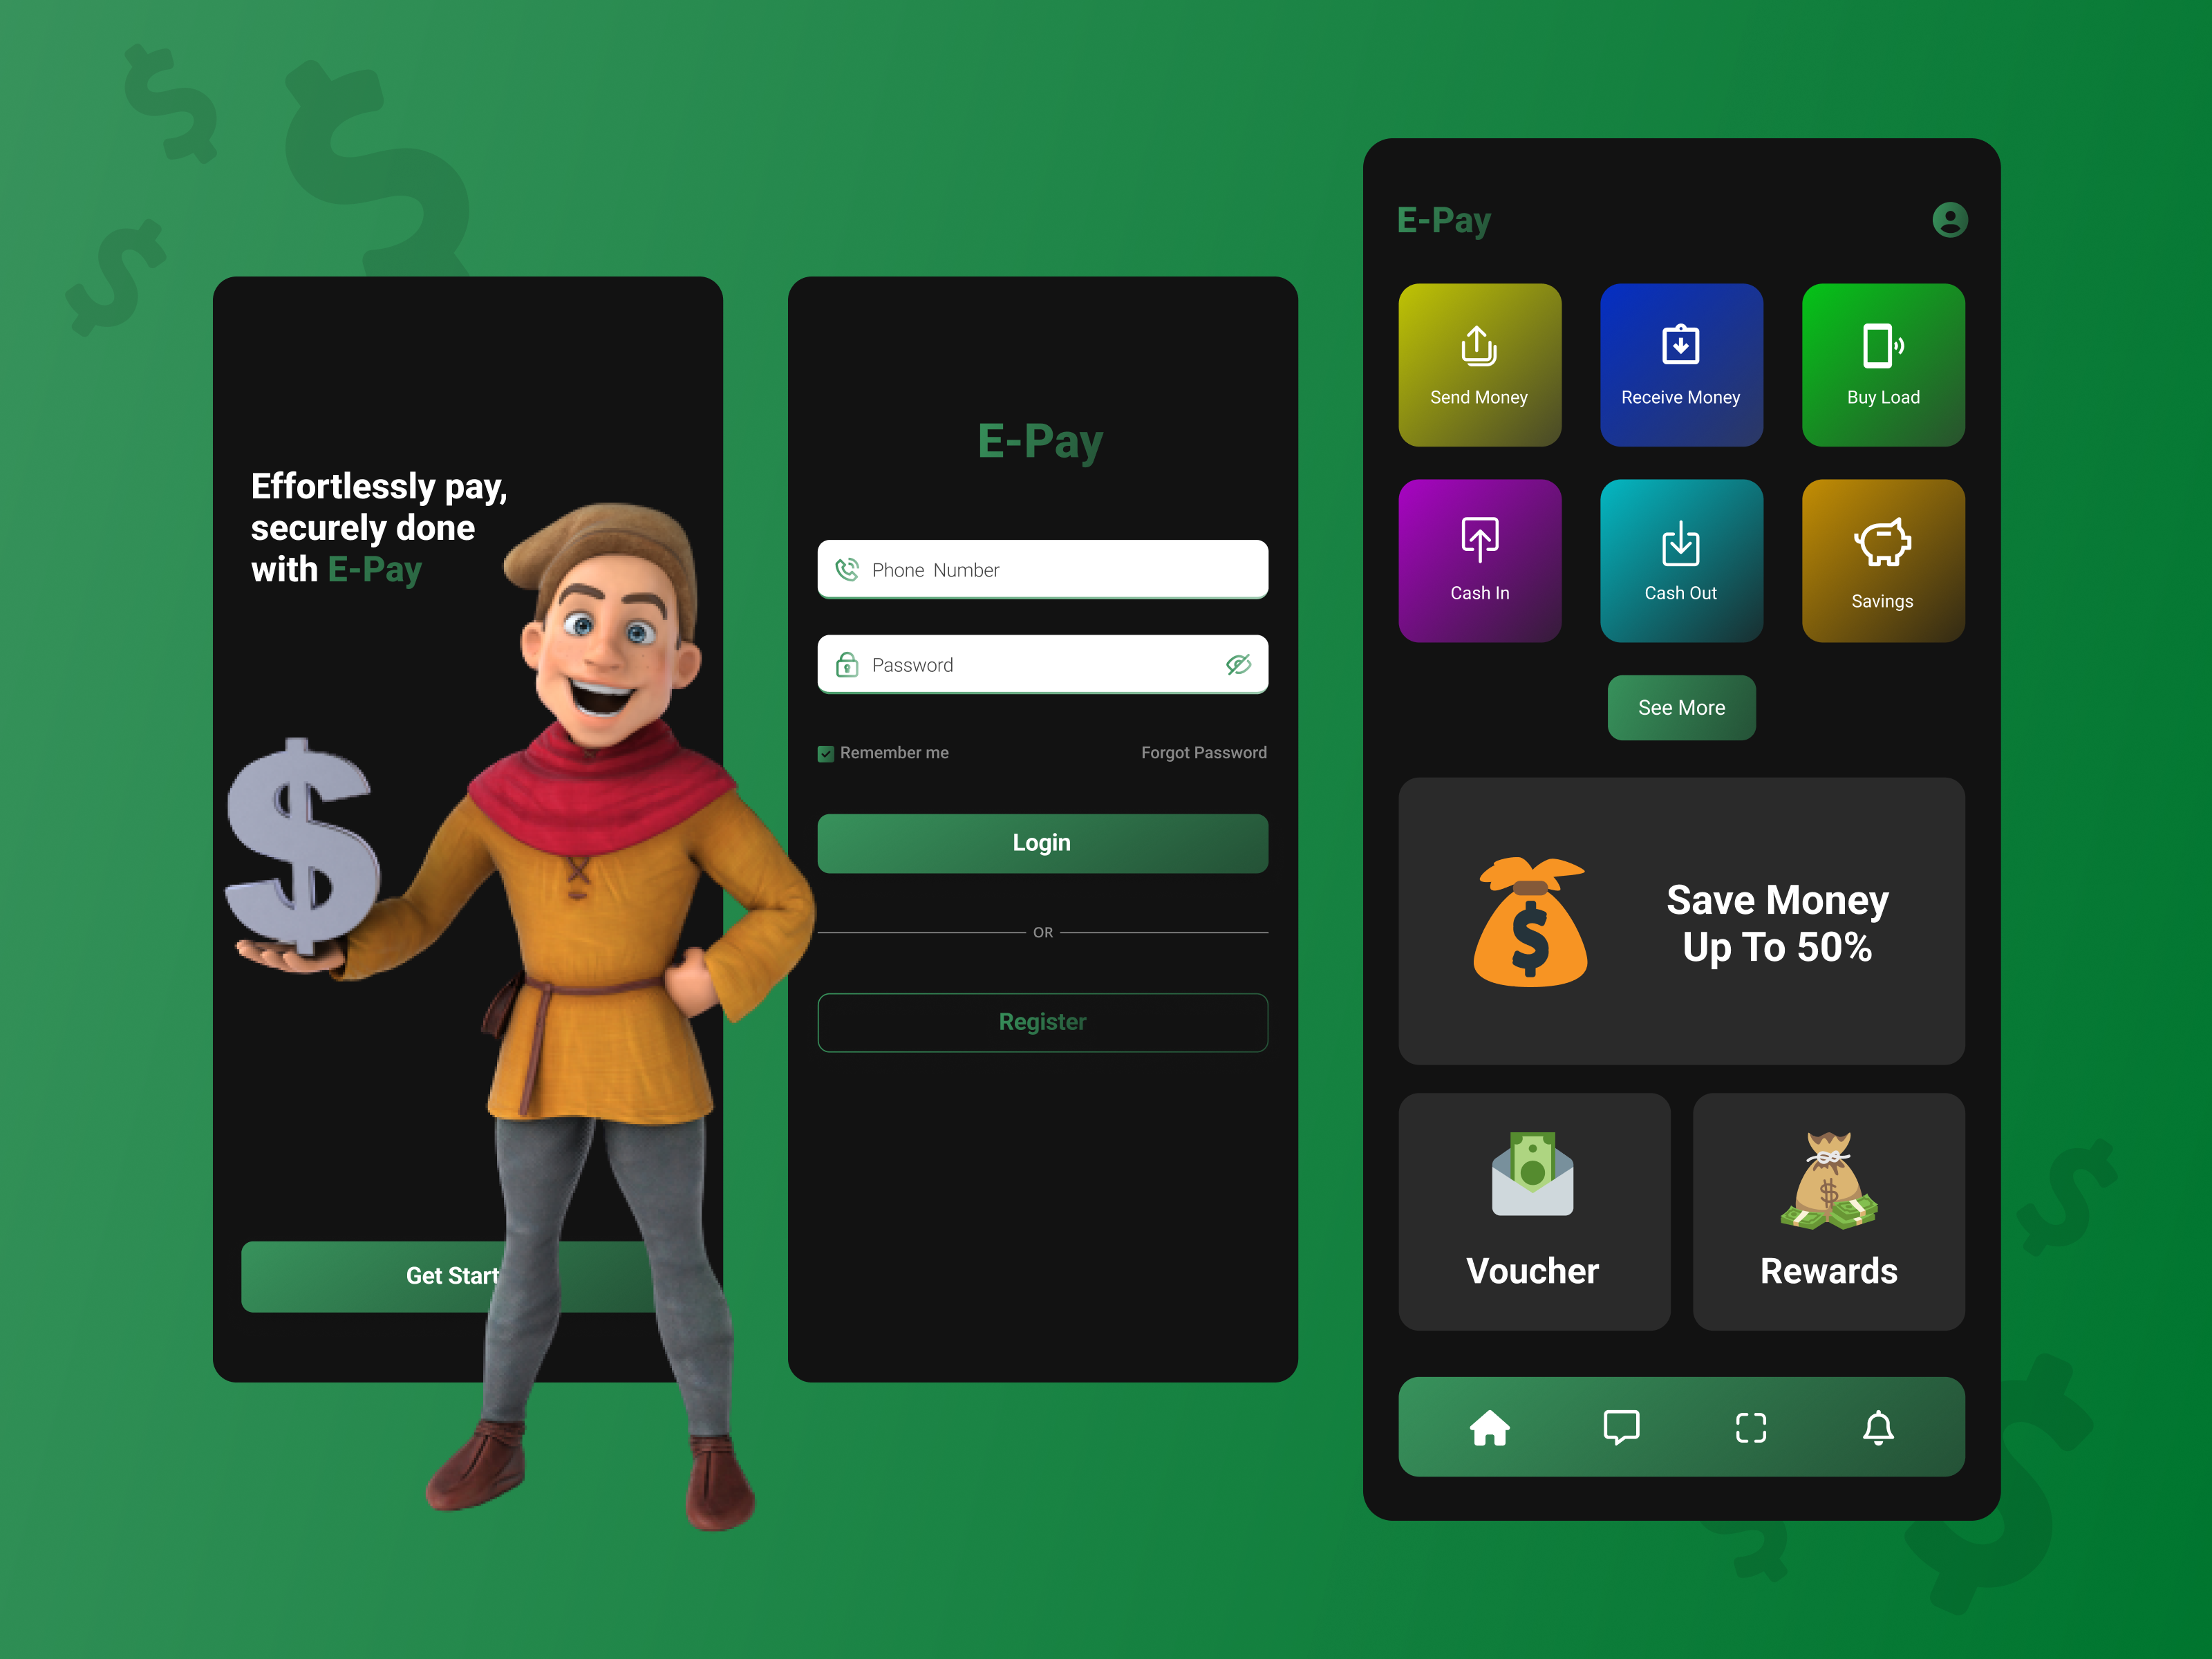 Effortlessly pay,
securely done
with E-Pay
Get Start
E-Pay
Phone Number
Password
Remember me
Forgot Password
Login
OR
Register
E-Pay
Send Money
Receive Money
Buy Load
Cash In
Cash Out
Savings
See More
Save Money
Up To 50%
Voucher
Rewards